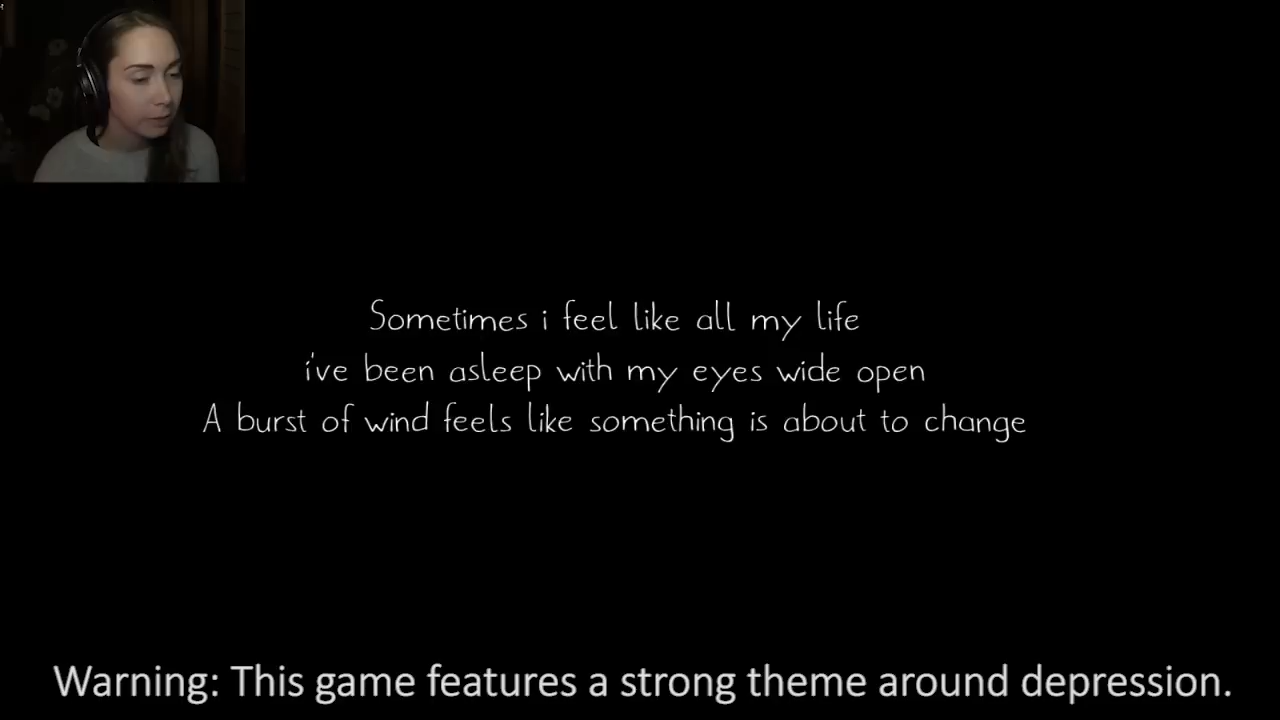 Sometimes i feel like all my life
i've been asleep with my eyes wide open
A burst of wind feels like something is about to change
Warning: This game features a strong theme around depression.